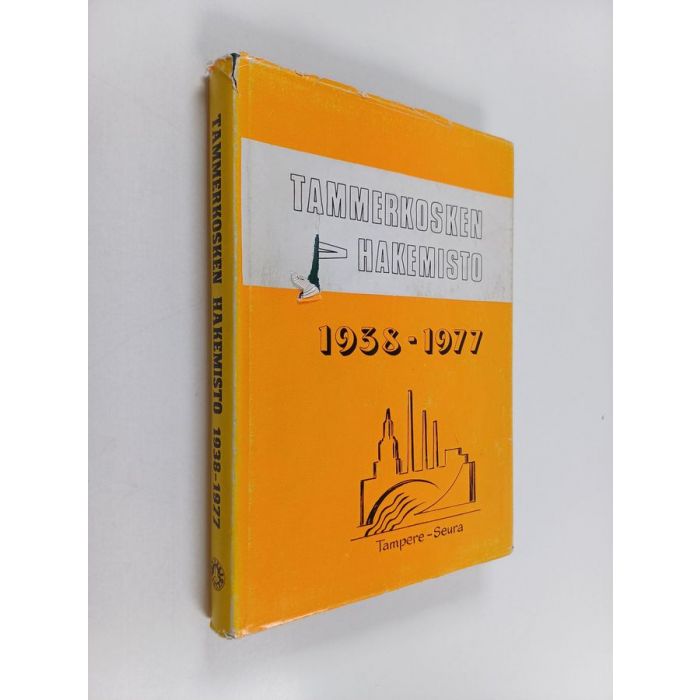 TAMMERKOSKEN HAKEMISTO 1938-1977
TAMMERKOSKEN
HAKEMISTO
1938-1977
Tampere-Seura